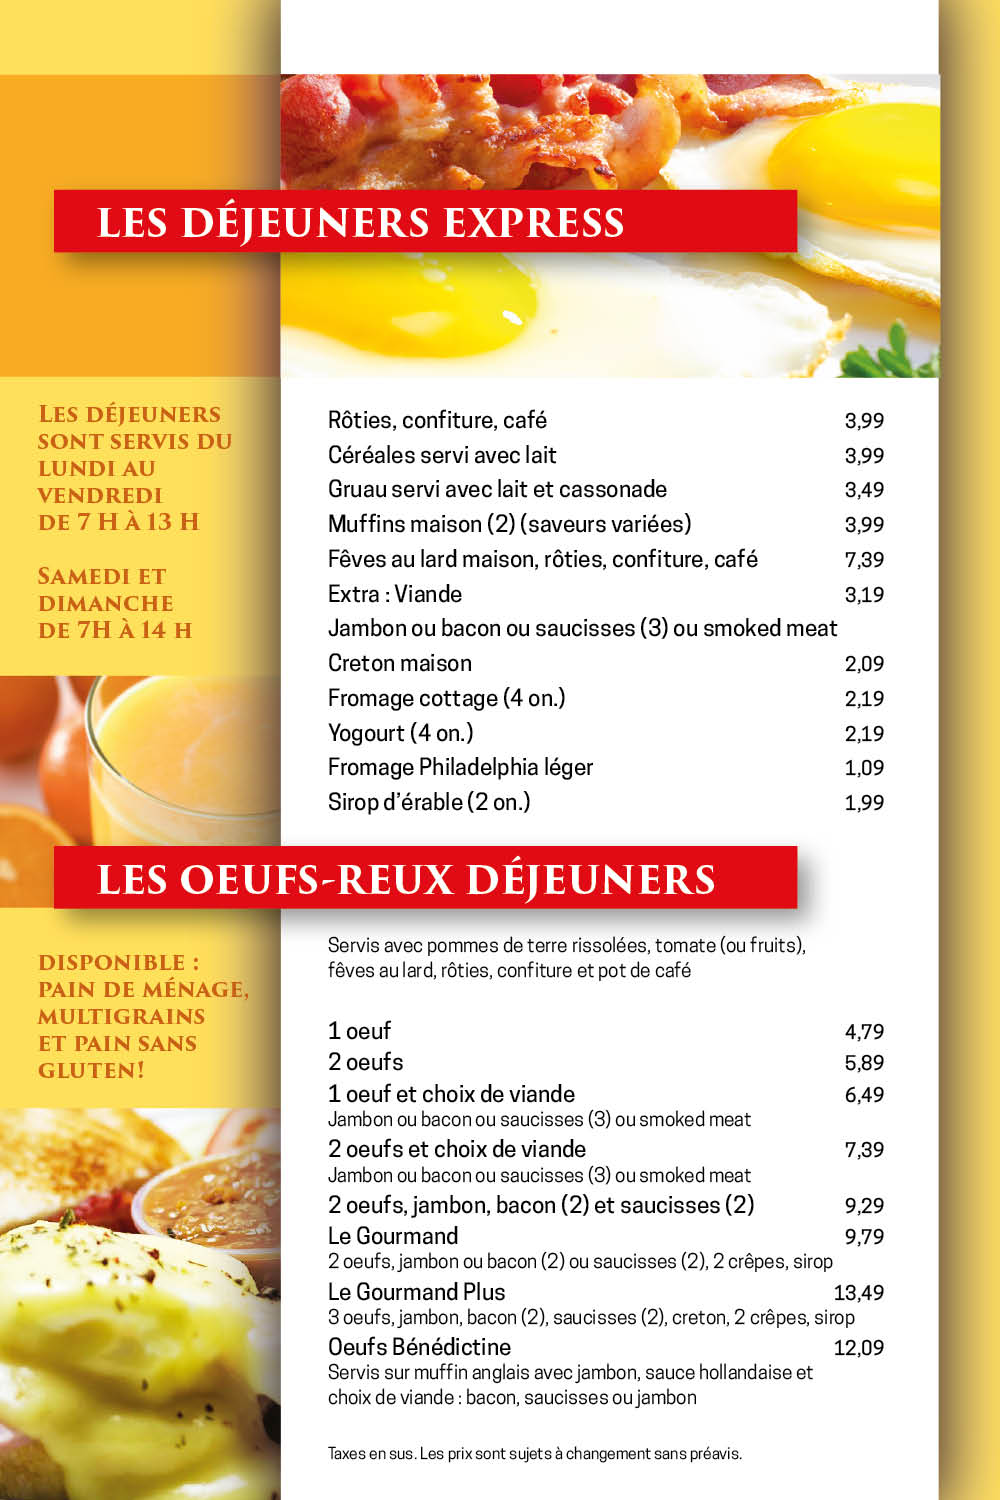 LES DÉJEUNERS EXPRESS
LES DÉJEUNERS
SONT SERVIS DU
LUNDI AU
VENDREDI
DE 7 H À 13 H
SAMEDI ET
DIMANCHE
DE 7H À 14 H
Rôties, confiture, café 3,99
Céréales servi avec lait 3,99
Gruau servi avec lait et cassonade 3,49
Muffins maison (2) (saveurs variées) 3,99
Fêves au lard maison, rôties, confiture, café 7,39
Extra : Viande 3,19
Jambon ou bacon ou saucisses (3) ou smoked meat
Creton maison 2,09
Fromage cottage (4 on.) 2,19
Yogourt (4 on.) 2,19
Fromage Philadelphia léger 1,09
Sirop d'érable (2 on.) 1,99
LES OEUFS-REUX DÉJEUNERS
DISPONIBLE :
PAIN DE MÉNAGE,
MULTIGRAINS
ET PAIN SANS
GLUTEN!
Servis avec pommes de terre rissolées, tomate (ou fruits),
fêves au lard, rôties, confiture et pot de café
1 oeuf 4,79
2 oeufs 5,89
1 oeuf et choix de viande 6,49
Jambon ou bacon ou saucisses (3) ou smoked meat
2 oeufs et choix de viande 7,39
Jambon ou bacon ou saucisses (3) ou smoked meat
2 oeufs, jambon, bacon (2) et saucisses (2) 9,29
Le Gourmand 9,79
2 oeufs, jambon ou bacon (2) ou saucisses (2), 2 crêpes, sirop
Le Gourmand Plus 13,49
3 oeufs, jambon, bacon (2), saucisses (2), creton, 2 crêpes, sirop
Oeufs Bénédictine 12,09
Servis sur muffin anglais avec jambon, sauce hollandaise et
choix de viande : bacon, saucisses ou jambon
Taxes en sus. Les prix sont sujets à changement sans préavis.